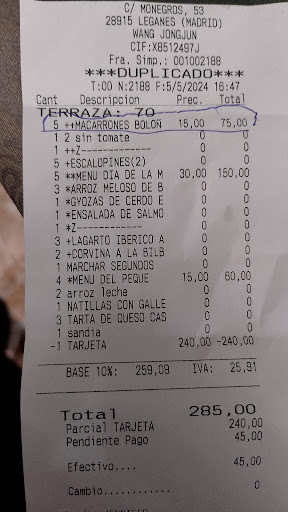 C/ MONEGROS, 53
28915 LEGANES (MADRID)
WANG JONGJUN
CIF:X8512497J
Fra. Simp.: 001002188
***DUPLICADO***
T:00 N:2188 F:5/5/2024 16:47
Cant Descripcion Prec. Total
TERRAZA: 70
5 ++MACARRONES BOLOÑ 15,00 75,00
1 2 sin tomate 0 0
1 ++Z------------- 0 0
5 +ESCALOPINES(2) 0 0
5 **MENU DIA DE LA M 30,00 150,00
3 *ARROZ MELOSO DE B 0 0
1 *GYOZAS DE CERDO E 0 0
1 *ENSALADA DE SALMO 0 0
1 *Z------------- 0 0
3 +LAGARTO IBERICO A 0 0
2 +CORVINA A LA BILB 0 0
1 MARCHAR SEGUNDOS 0 0
4 *MENU DEL PEQUE 15,00 60,00
2 arroz leche 0 0
1 NATILLAS CON GALLE 0 0
3 TARTA DE QUESO CAS 0 0
1 sandia 0 0
-1 TARJETA 240,00 -240,00
BASE 10%: 259,09 IVA: 25,91
Total 285,00
Parcial TARJETA 240,00
Pendiente Pago 45,00
Efectivo.... 45,00
Cambio............ 0